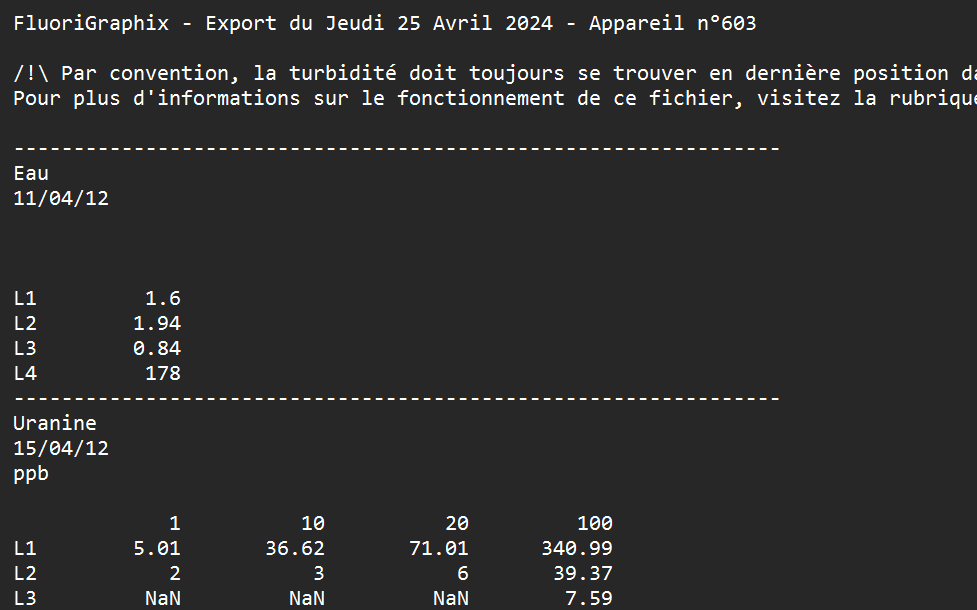 FluoriGraphix - Export du Jeudi 25 Avril 2024 - Appareil n°603
/!\ Par convention, la turbidité doit toujours se trouver en dernière position
Pour plus d'informations sur le fonctionnement de ce fichier, visitez la rubrique
----------------------------------------------------------------
Eau
11/04/12
L1 1.6
L2 1.94
L3 0.84
L4 178
----------------------------------------------------------------
Uranine
15/04/12
ppb
1 10 20 100
L1 5.01 36.62 71.01 340.99
L2 2 3 6 39.37
L3 NaN NaN NaN 7.59